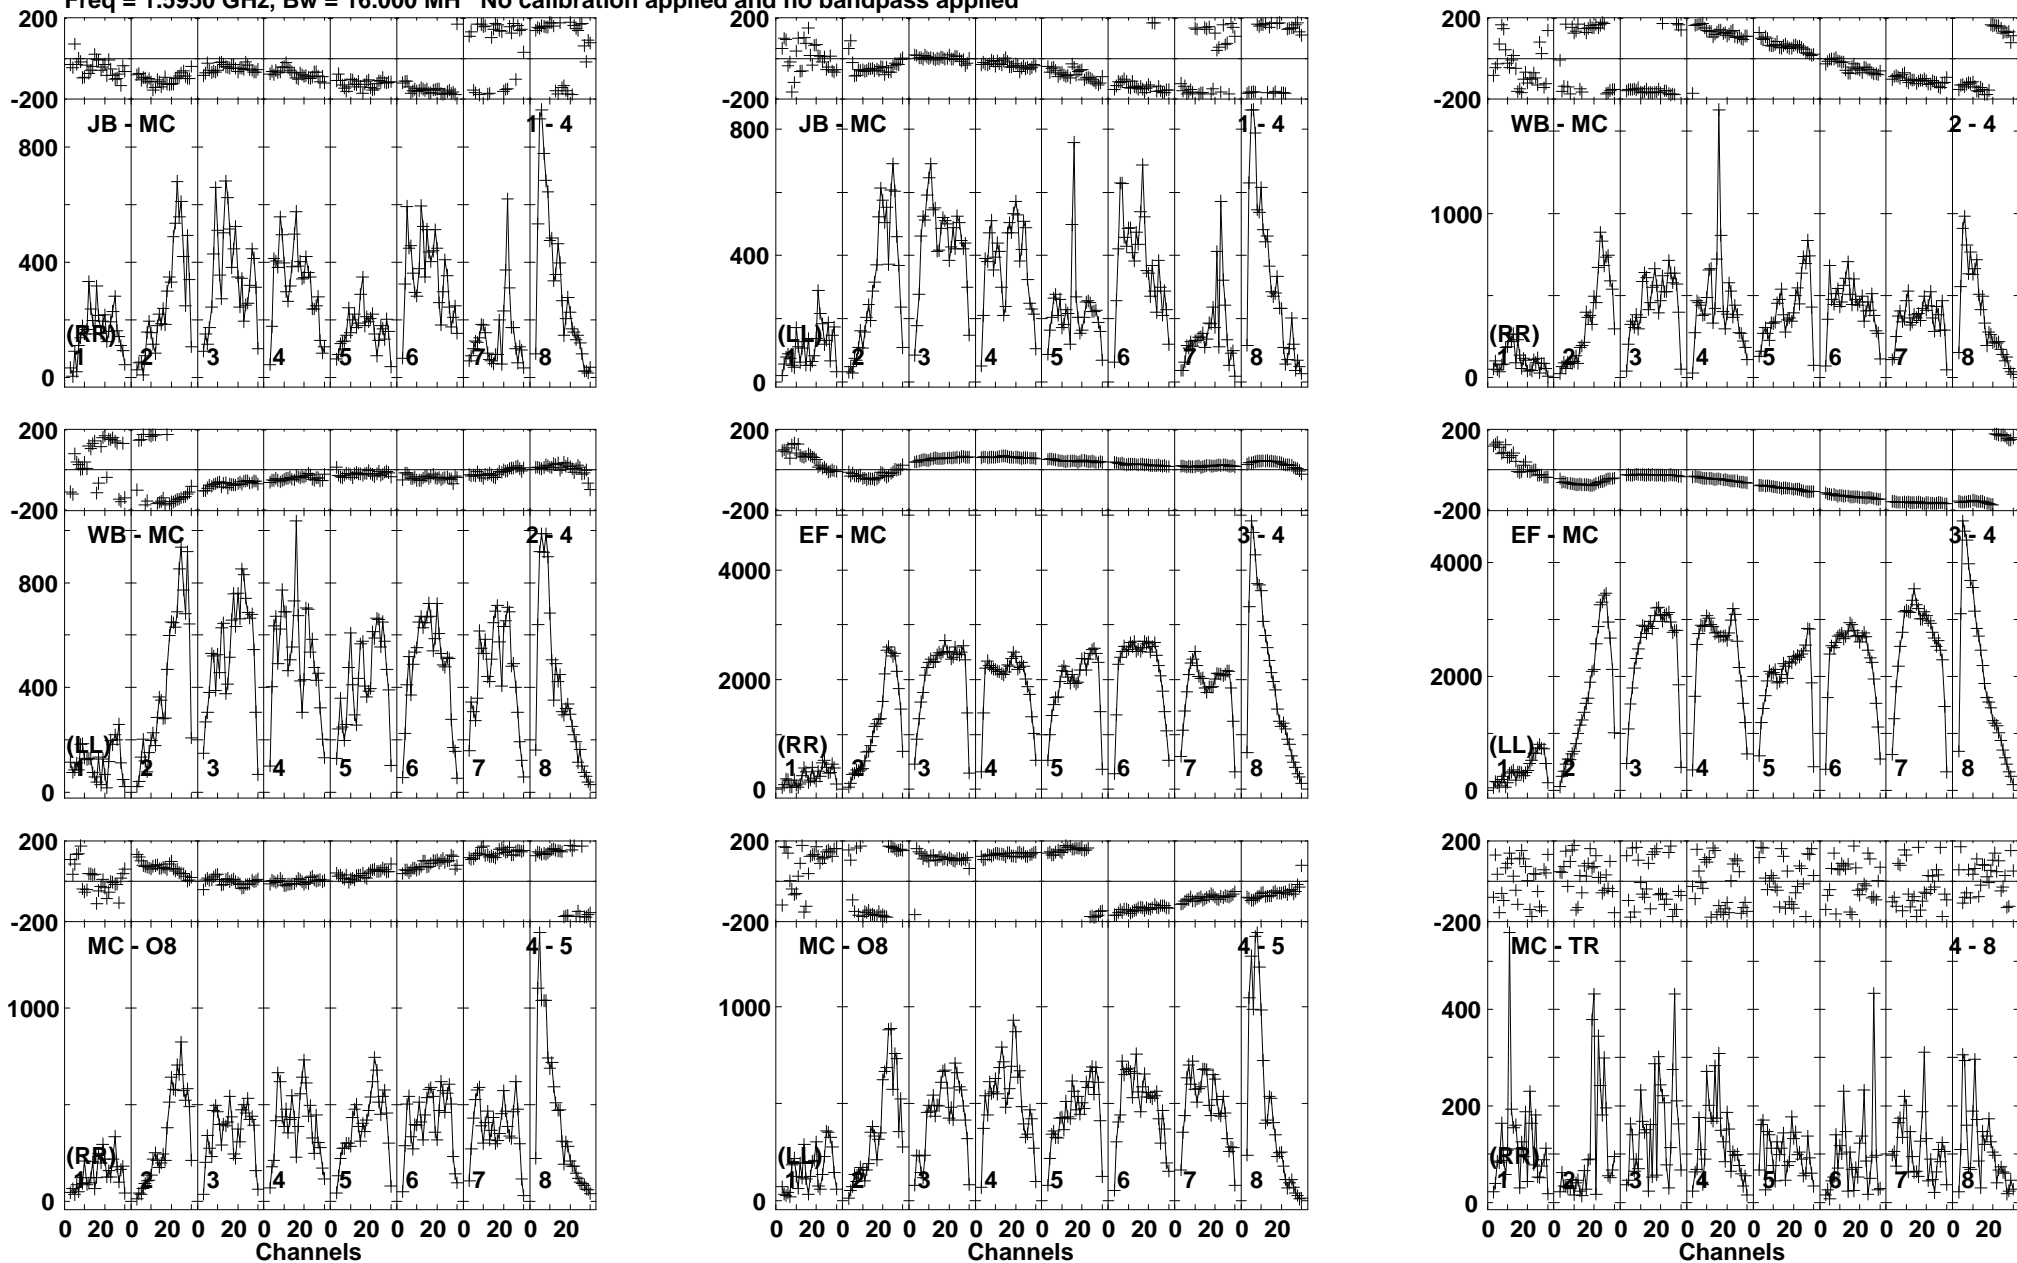 Freq = 1.5950 GHz, Bw = 16.000 MH No calibration applied and no bandpass applied
200 200 200
-200 -200 -200
JB - MC 1 - 4 JB - MC 1 - 4 WB - MC 2 - 4
800 800 1000
400 400
(RR) (LL) (RR)
1 2 3 4 5 6 7 8 1 2 3 4 5 6 7 8 1 2 3 4 5 6 7 8
0 0 0
200 200 200
-200 -200 -200
WB - MC 2 - 4 EF - MC 3 - 4 EF - MC 3 - 4
800 4000 4000
400 2000 2000
(LL) (RR) (LL)
1 2 3 4 5 6 7 8 1 2 3 4 5 6 7 8 1 2 3 4 5 6 7 8
0 0 0
200 200 200
-200 -200 -200
MC - O8 4 - 5 MC - O8 4 - 5 MC - TR 4 - 8
1000 1000 400
200
(RR) (LL) (RR)
1 2 3 4 5 6 7 8 1 2 3 4 5 6 7 8 1 2 3 4 5 6 7 8
0 0 0
0 20 0 20 0 20 0 20 0 20 0 20 0 20 0 20 0 20 0 20 0 20 0 20 0 20 0 20 0 20 0 20 0 20 0 20 0 20 0 20 0 20 0 20 0 20 0 20
Channels Channels Channels